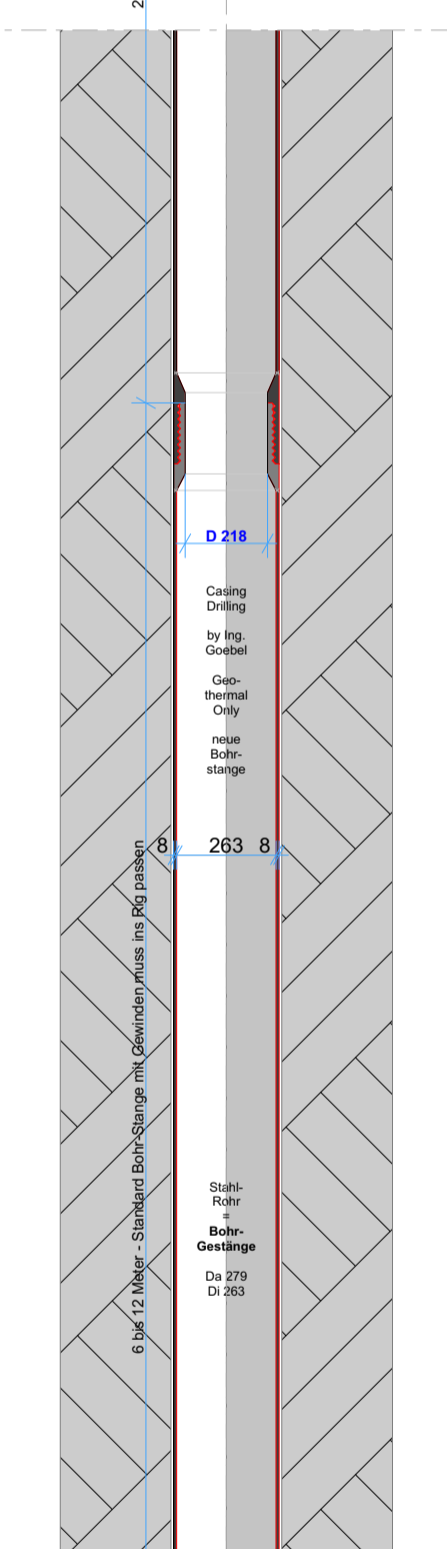 2
D 218
Casing
Drilling
by Ing.
Goebel
Geo-
thermal
Only
neue
Bohr-
stange
8 263 8
6 bis 12 Meter - Standard Bohr-Stange mit Gewinden muss ins Rig passen
Stahl-
Rohr
=
Bohr-
Gestänge
Da 279
Di 263